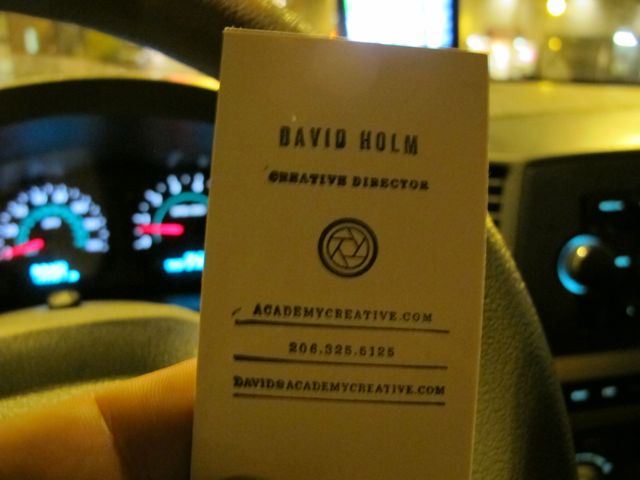 DAVID HOLM
CREATIVE DIRECTOR
ACADEMYCREATIVE.COM
206.325.5125
DAVID@ACADEMYCREATIVE.COM